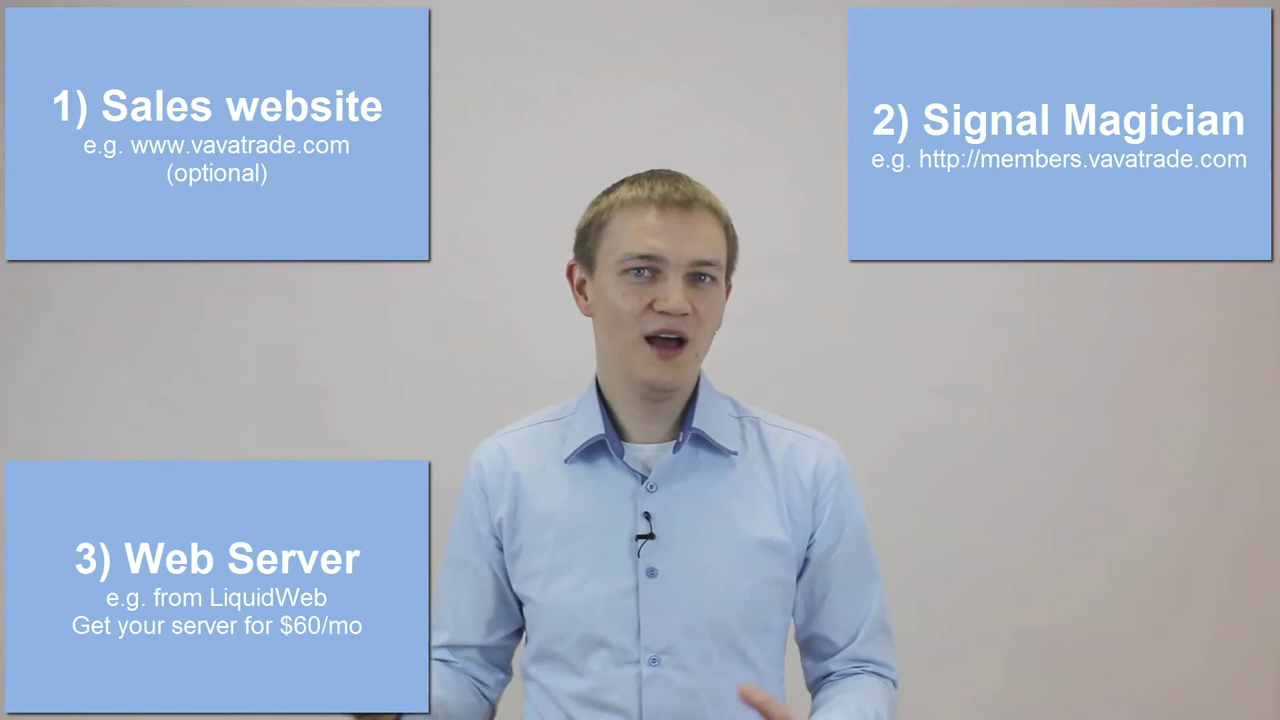 1) Sales website
e.g. www.vavatrade.com
(optional)
2) Signal Magician
e.g. http://members.vavatrade.com
3) Web Server
e.g. from LiquidWeb
Get your server for $60/mo